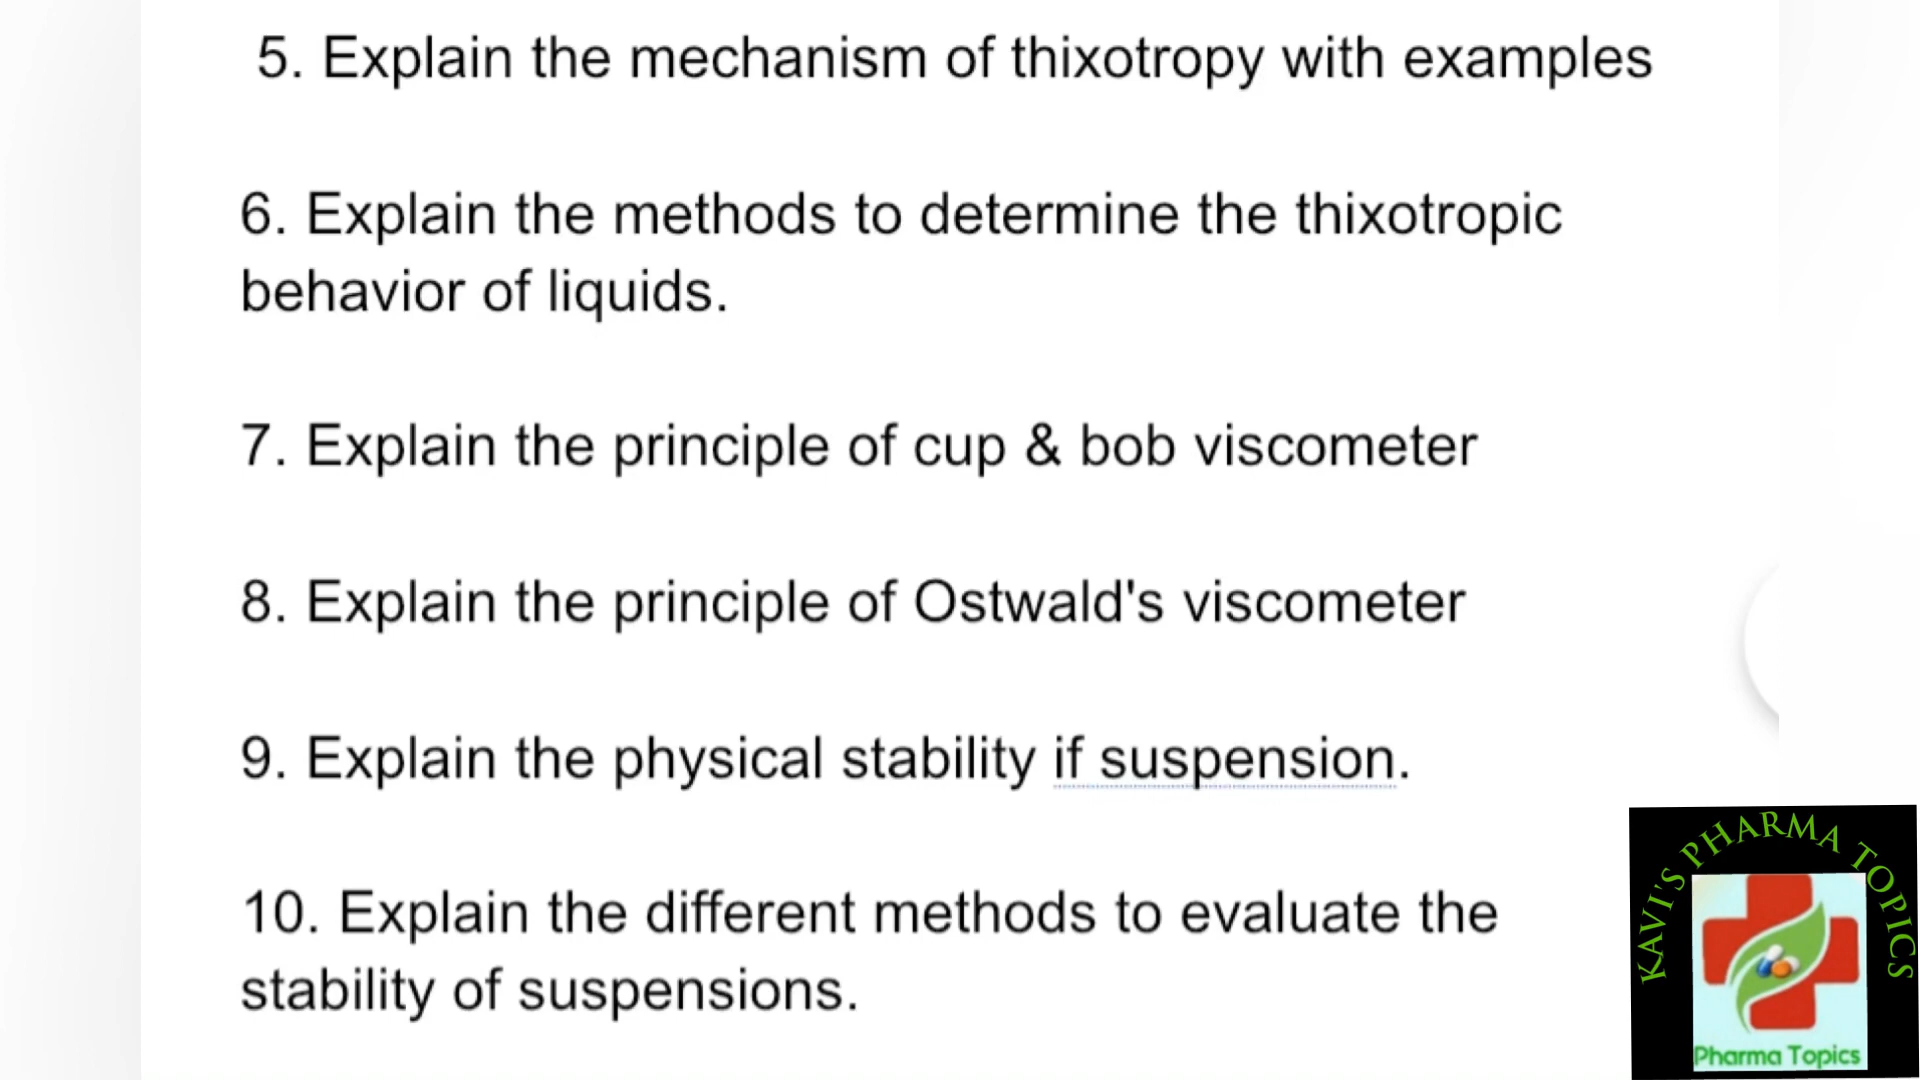 5. Explain the mechanism of thixotropy with examples
6. Explain the methods to determine the thixotropic
behavior of liquids.
7. Explain the principle of cup & bob viscometer
8. Explain the principle of Ostwald's viscometer
9. Explain the physical stability if suspension.
10. Explain the different methods to evaluate the
stability of suspensions.
KAVI'S PHARMA TOPICS
Pharma Topics